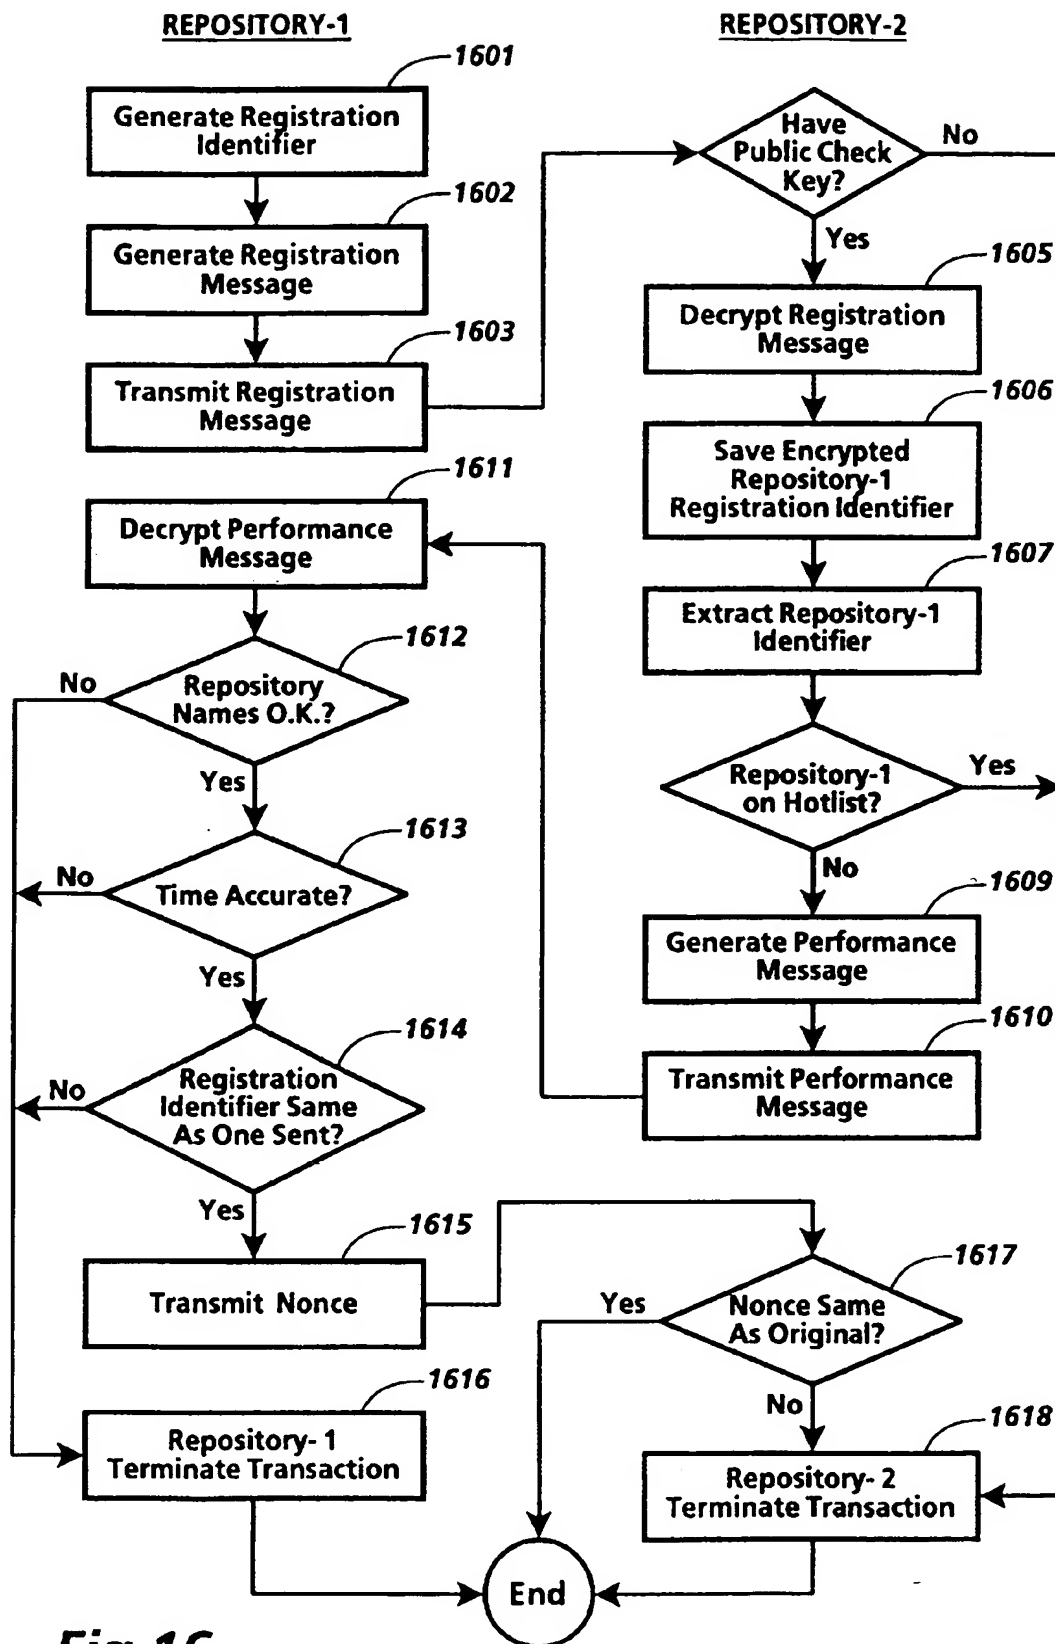 REPOSITORY-1
1601
Generate Registration
Identifier
1602
Generate Registration
Message
1603
Transmit Registration
Message
1611
Decrypt Performance
Message
1612
Repository
Names O.K.?
No
Yes
1613
Time Accurate?
No
Yes
1614
Registration
Identifier Same
As One Sent?
No
Yes
1615
Transmit Nonce
1616
Repository- 1
Terminate Transaction
REPOSITORY-2
Have
Public Check
Key?
No
Yes
1605
Decrypt Registration
Message
1606
Save Encrypted
Repository-1
Registration Identifier
1607
Extract Repository-1
Identifier
Repository-1
on Hotlist?
Yes
No
1609
Generate Performance
Message
1610
Transmit Performance
Message
1617
Nonce Same
As Original?
Yes
No
1618
Repository- 2
Terminate Transaction
End
Fig.16